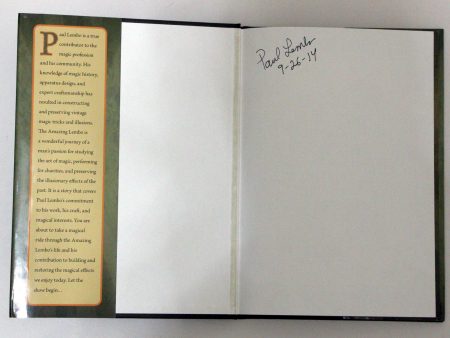 Paul Lembo is a true
contributor to the
magic profession
and his community. His
knowledge of magic history,
apparatus design, and
expert craftsmanship has
resulted in constructing
and preserving vintage
magic tricks and illusions.
The Amazing Lembo is
a wonderful journey of a
man's passion for studying
the art of magic, performing
for charities, and preserving
the illusionary effects of the
past. It is a story that covers
Paul Lembo's commitment
to his work, his craft, and
magical interests. You are
about to take a magical
ride through the Amazing
Lembo's life and his
contribution to building and
restoring the magical effects
we enjoy today. Let the
show begin...
Paul Lembo
9-26-14